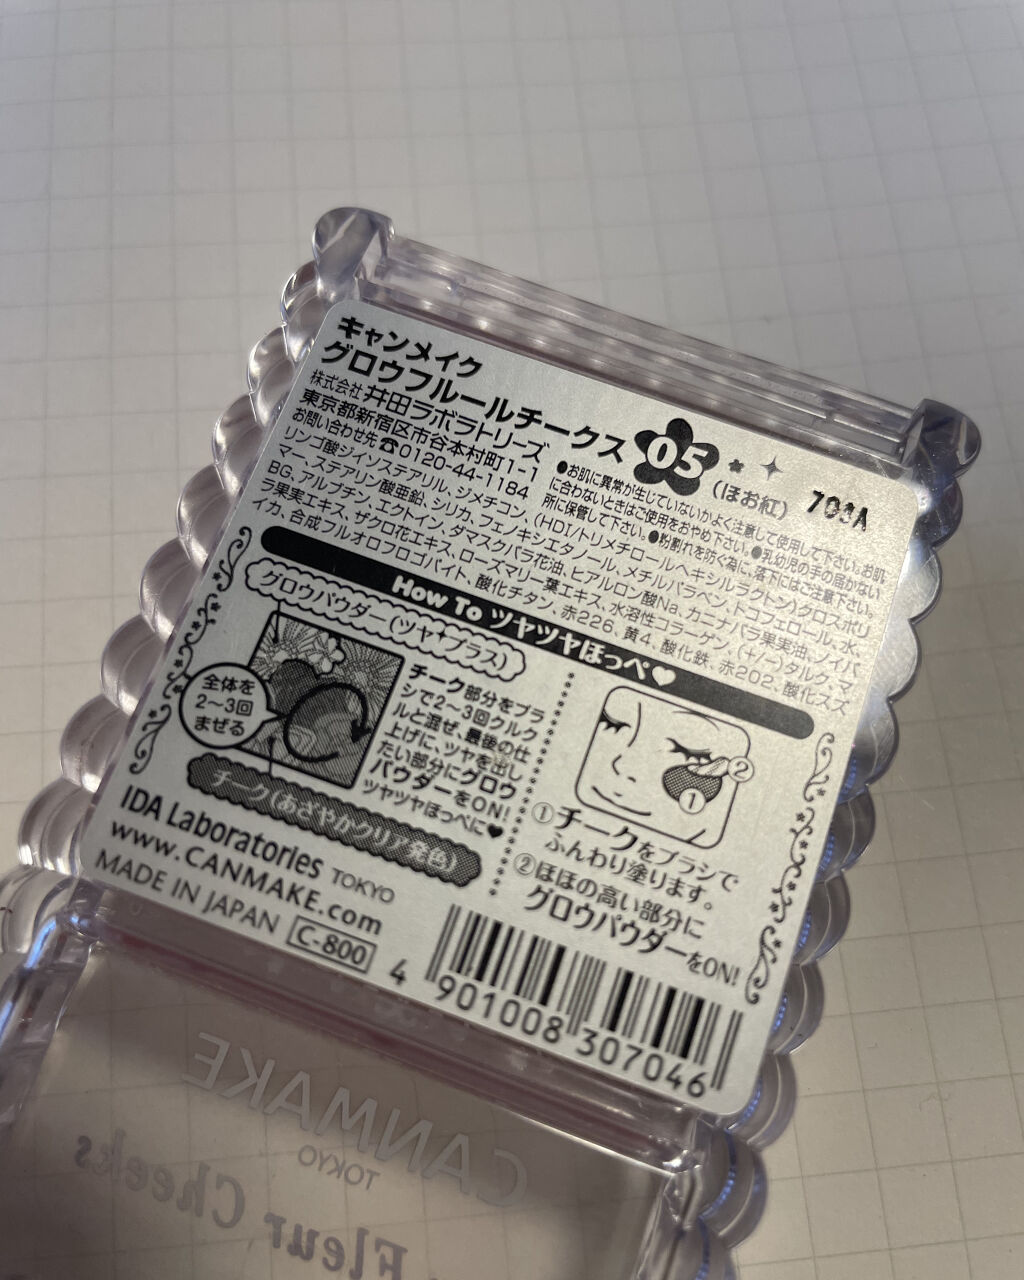 キャンメイク
グロウフルールチークス
05
(ほお紅)
703A
株式会社 井田ラボラトリーズ
東京都新宿区市谷本村町1-1
お問い合わせ先☎0120-44-1184
●お肌に異常が生じていないかよく注意して使用して下さい。お肌
に合わないときはご使用をおやめ下さい。●乳幼児の手の届かない
所に保管して下さい。●粉割れを防ぐ為に、落下にはご注意下さい。
リンゴ酸ジイソステアリル、ジメチコン、(HDI/トリメチロールヘキシルラクトン)クロスポリ
マー、ステアリン酸亜鉛、シリカ、フェノキシエタノール、メチルパラベン、トコフェロール、水、
BG、アルブチン、エクトイン、ダマスクバラ花油、ヒアルロン酸Na、カニナバラ果実油、ノイバ
ラ果実エキス、ザクロ花エキス、ローズマリー葉エキス、水溶性コラーゲン、(+/−)タルク、マ
イカ、合成フルオロフロゴパイト、酸化チタン、赤226、黄4、酸化鉄、赤202、酸化スズ
How To ツヤツヤほっぺ♥
グロウパウダー(ツヤ+プラス)
全体を
2〜3回
まぜる
チーク部分をブラ
シで2〜3回クルク
ルと混ぜ、最後の仕
上げに、ツヤを出し
たい部分にグロウ
パウダーをON!
ツヤツヤほっぺに♥
チーク(あざやかクリア発色)
②
①
①チークをブラシで
ふんわり塗ります。
②ほほの高い部分に
グロウパウダーをON!
IDA Laboratories TOKYO
www.CANMAKE.com
MADE IN JAPAN C-800
4 901008 307046
CANMAKE
TOKYO
Fleur Cheeks